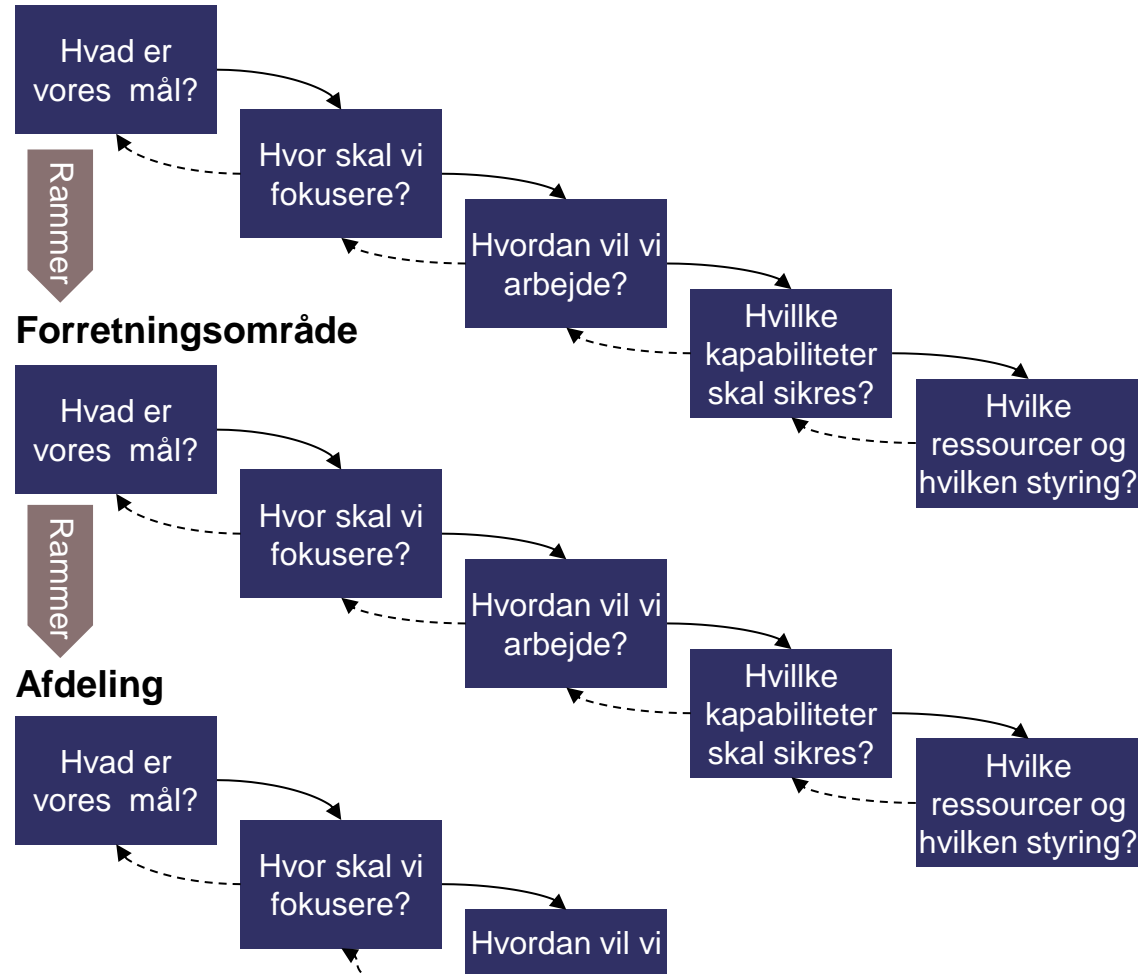 Hvad er
vores mål?
Hvor skal vi
fokusere?
Hvordan vil vi
arbejde?
Hvillke
kapabiliteter
skal sikres?
Hvilke
ressourcer og
hvilken styring?
Rammer
Forretningsområde
Hvad er
vores mål?
Hvor skal vi
fokusere?
Hvordan vil vi
arbejde?
Hvillke
kapabiliteter
skal sikres?
Hvilke
ressourcer og
hvilken styring?
Rammer
Afdeling
Hvad er
vores mål?
Hvor skal vi
fokusere?
Hvordan vil vi